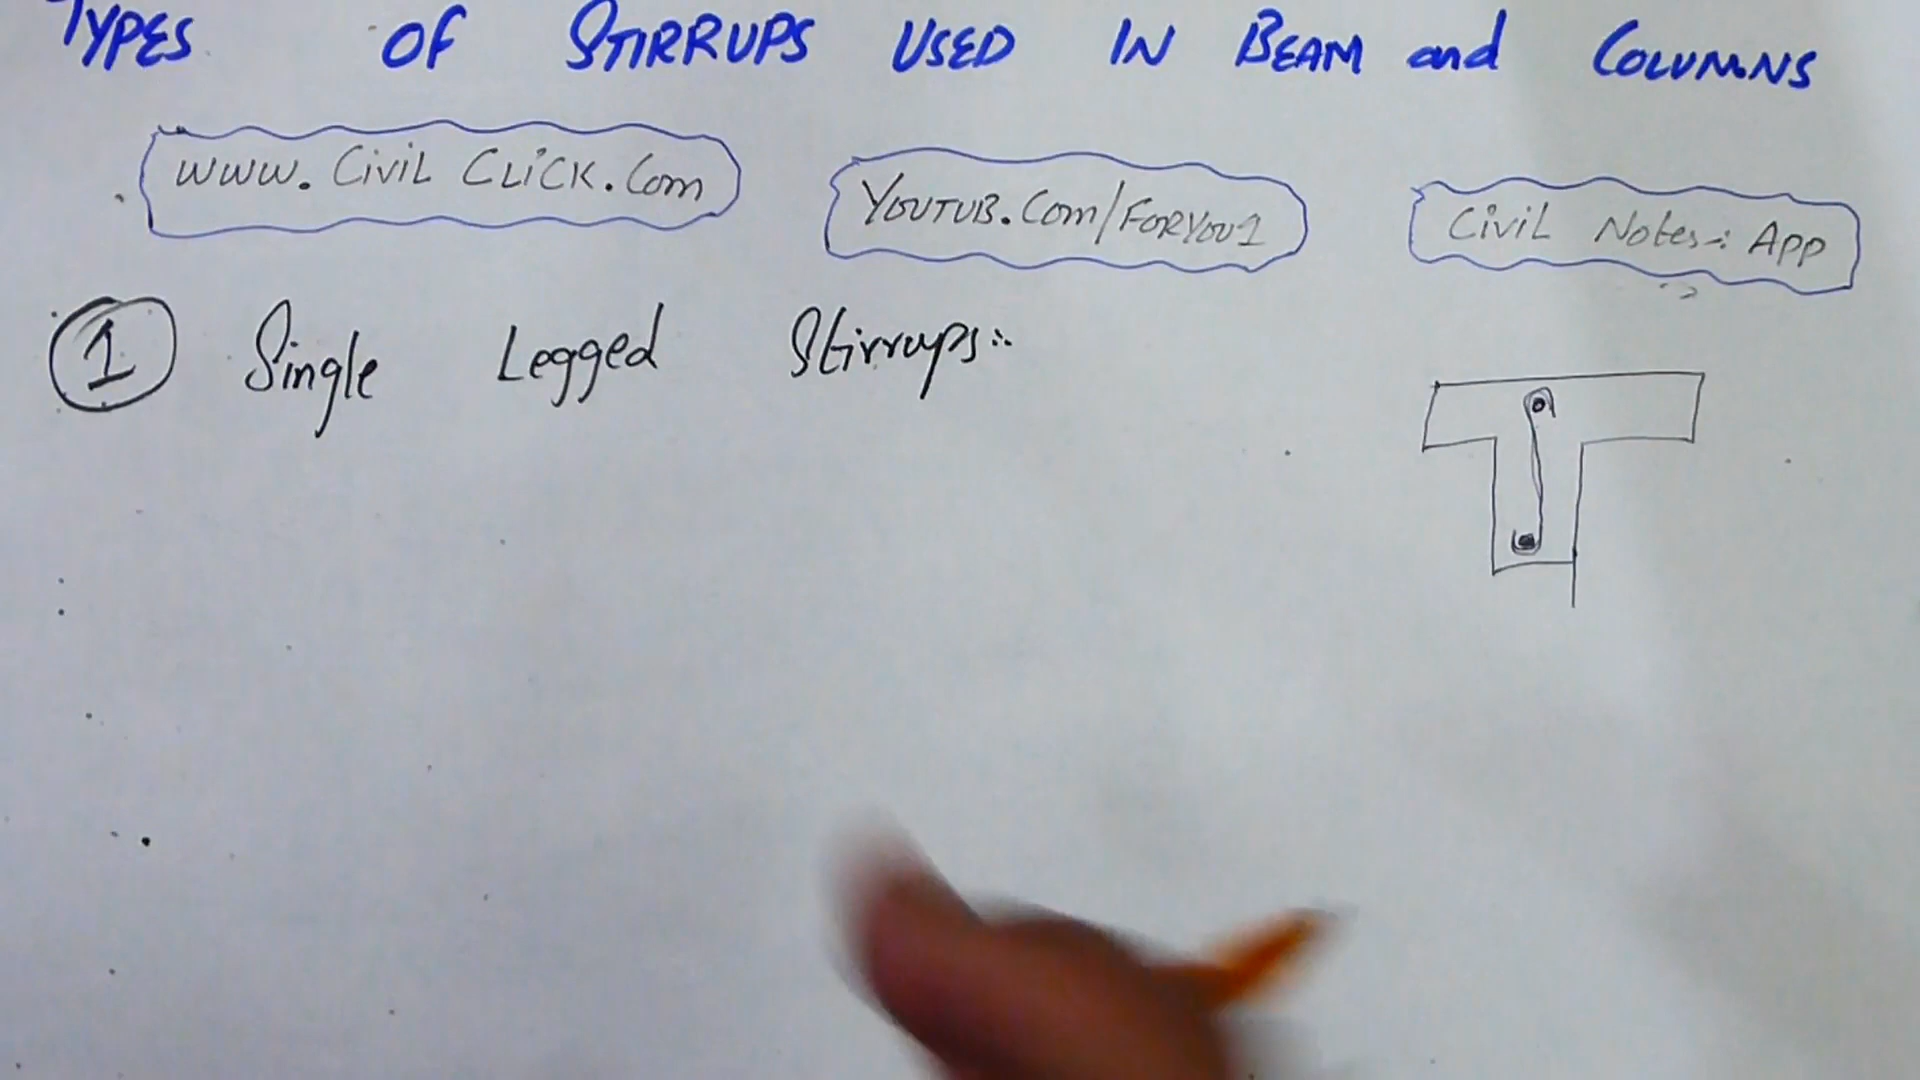 TYPES OF STIRRUPS USED IN BEAM and COLUMNS
www. Civil CLICK.Com
YOUTUB.Com/FORYOU1
Civil Notes-: App
1 Single Legged Stirrups:-